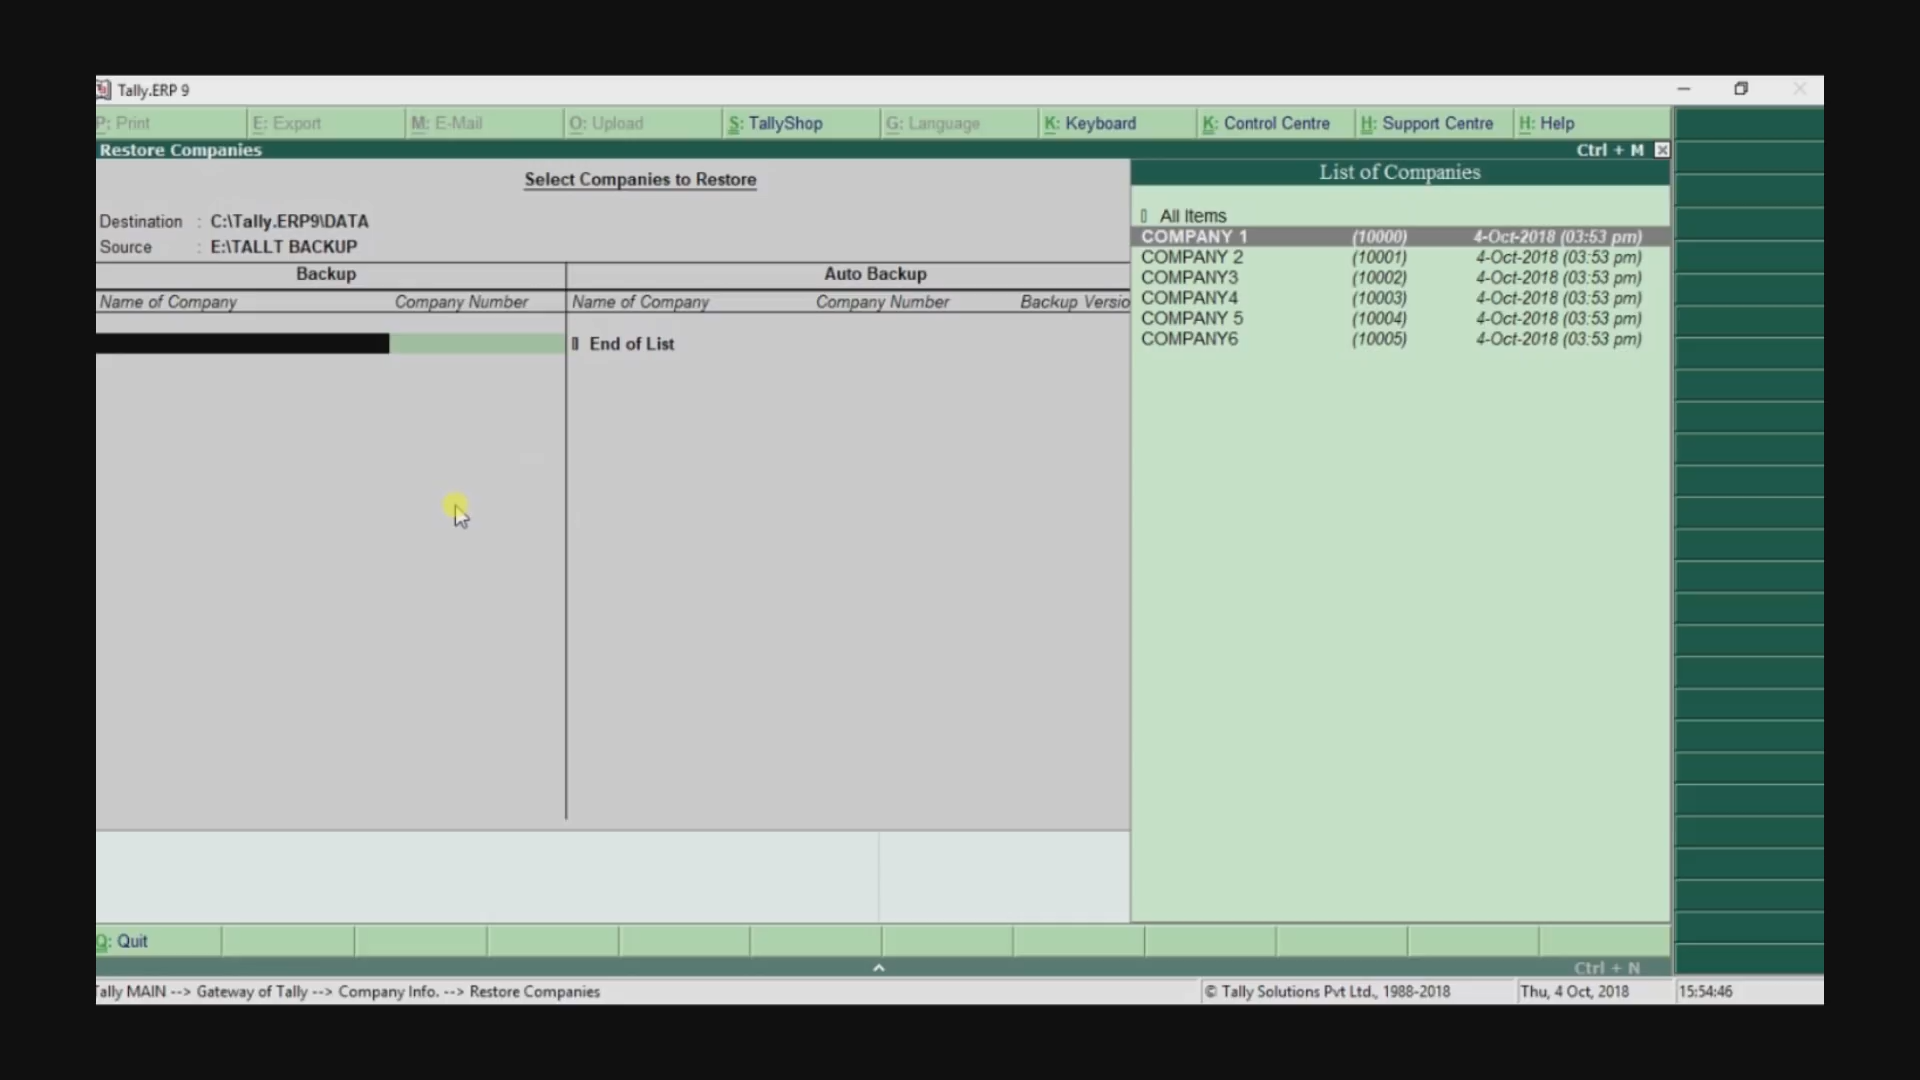 Tally.ERP 9
P: Print E: Export M: E-Mail O: Upload S: TallyShop G: Language K: Keyboard K: Control Centre H: Support Centre H: Help
Restore Companies Ctrl + M
Select Companies to Restore
Destination : C:\Tally.ERP9\DATA
Source : E:\TALLT BACKUP
Backup Auto Backup
Name of Company Company Number Name of Company Company Number Backup Versio
End of List
List of Companies
All Items
COMPANY 1 (10000) 4-Oct-2018 (03:53 pm)
COMPANY 2 (10001) 4-Oct-2018 (03:53 pm)
COMPANY3 (10002) 4-Oct-2018 (03:53 pm)
COMPANY4 (10003) 4-Oct-2018 (03:53 pm)
COMPANY 5 (10004) 4-Oct-2018 (03:53 pm)
COMPANY6 (10005) 4-Oct-2018 (03:53 pm)
Q: Quit
Ctrl + N
ally MAIN --> Gateway of Tally --> Company Info. --> Restore Companies © Tally Solutions Pvt Ltd., 1988-2018 Thu, 4 Oct, 2018 15:54:46